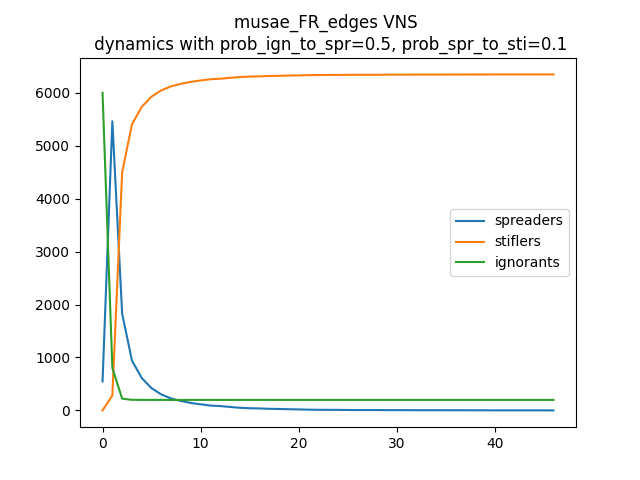 musae_FR_edges VNS
dynamics with prob_ign_to_spr=0.5, prob_spr_to_sti=0.1
6000
5000
4000
3000
2000
1000
0
spreaders
stiflers
ignorants
0 10 20 30 40